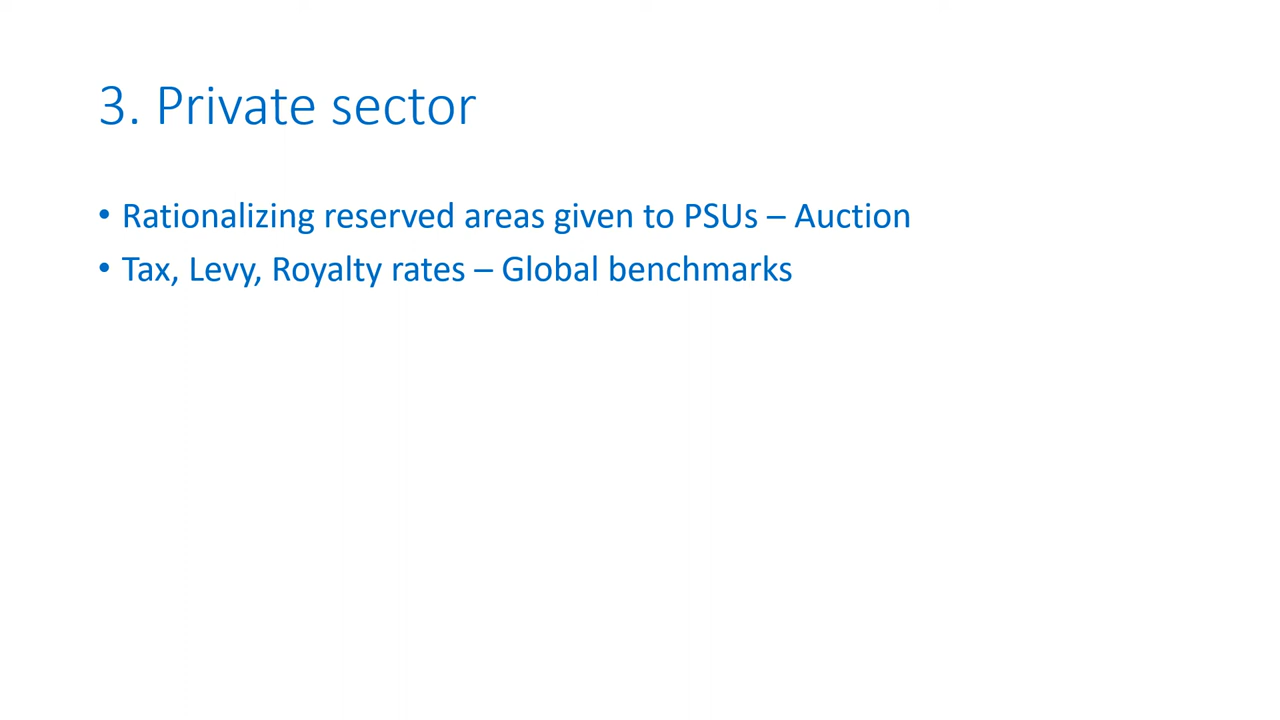 3. Private sector
• Rationalizing reserved areas given to PSUs – Auction
• Tax, Levy, Royalty rates – Global benchmarks